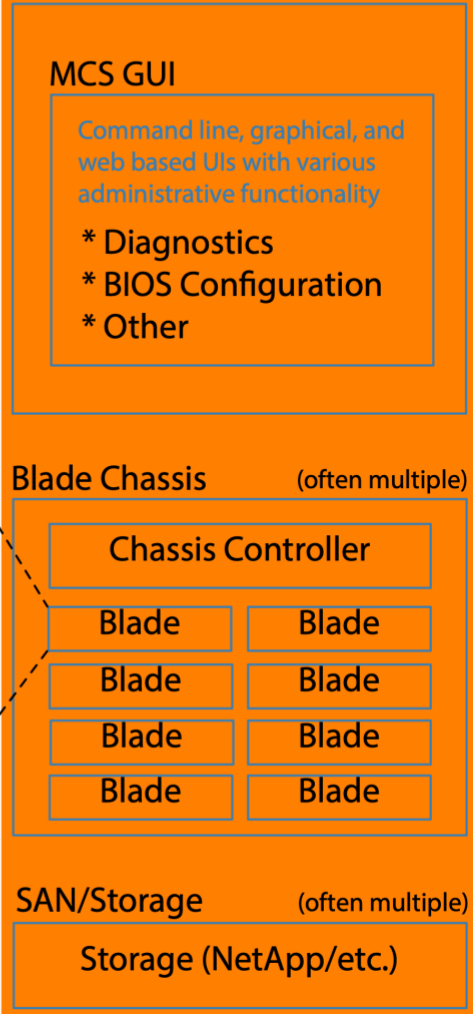 MCS GUI
Command line, graphical, and
web based UIs with various
administrative functionality
* Diagnostics
* BIOS Configuration
* Other
Blade Chassis (often multiple)
Chassis Controller
Blade Blade
Blade Blade
Blade Blade
Blade Blade
SAN/Storage (often multiple)
Storage (NetApp/etc.)